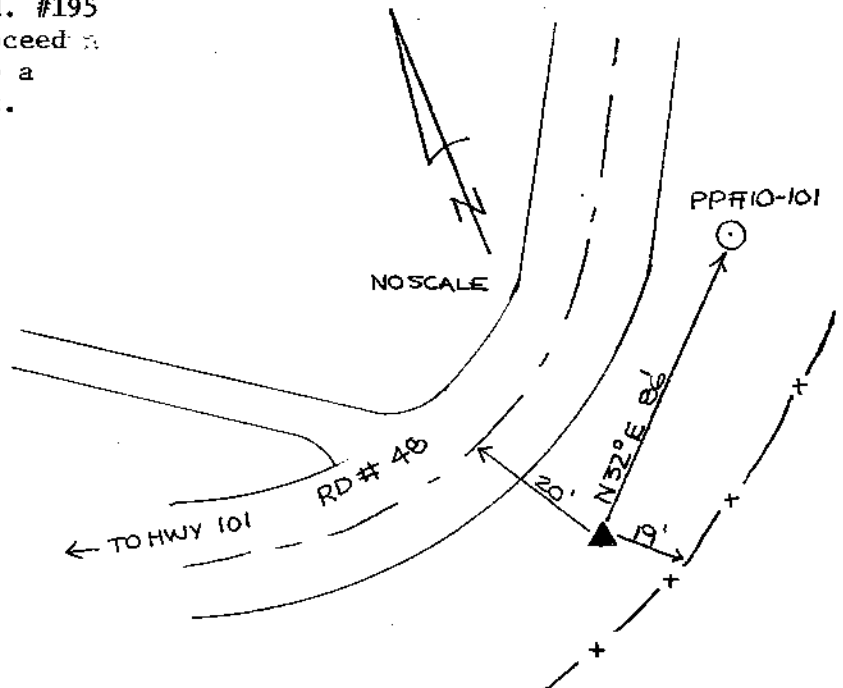 . #195
ceed
a
.
N
PP#10-101
NO SCALE
N32°E 86'
RD # 48
20'
19'
← TO HWY 101